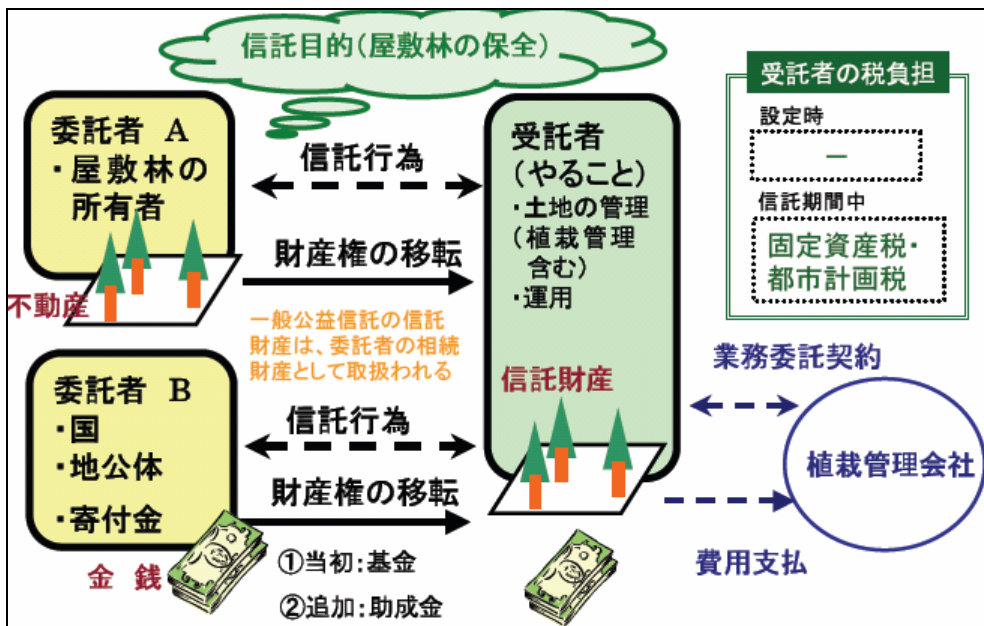 信託目的(屋敷林の保全)
委託者 A
・屋敷林の
所有者
不動産
信託行為
財産権の移転
一般公益信託の信託
財産は、委託者の相続
財産として取扱われる
委託者 B
・国
・地公体
・寄付金
金 銭
信託行為
財産権の移転
①当初:基金
②追加:助成金
受託者
(やること)
・土地の管理
(植栽管理
含む)
・運用
信託財産
受託者の税負担
設定時
－
信託期間中
固定資産税・
都市計画税
業務委託契約
植栽管理会社
費用支払